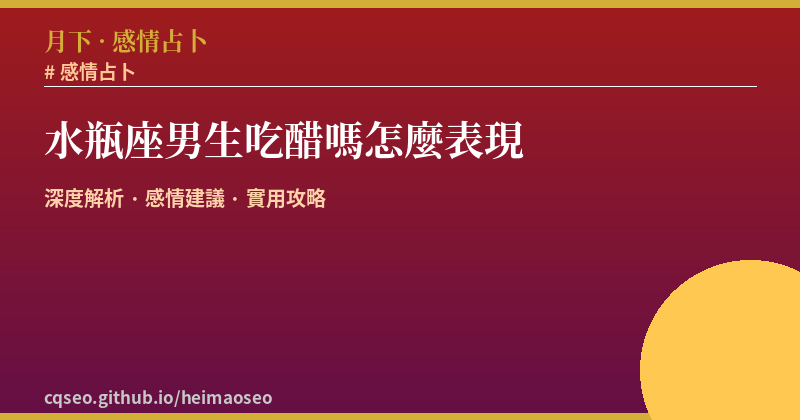 月下 · 感情占卜
# 感情占卜
水瓶座男生吃醋嗎怎麼表現
深度解析 · 感情建議 · 實用攻略
cqseo.github.io/heimaoseo